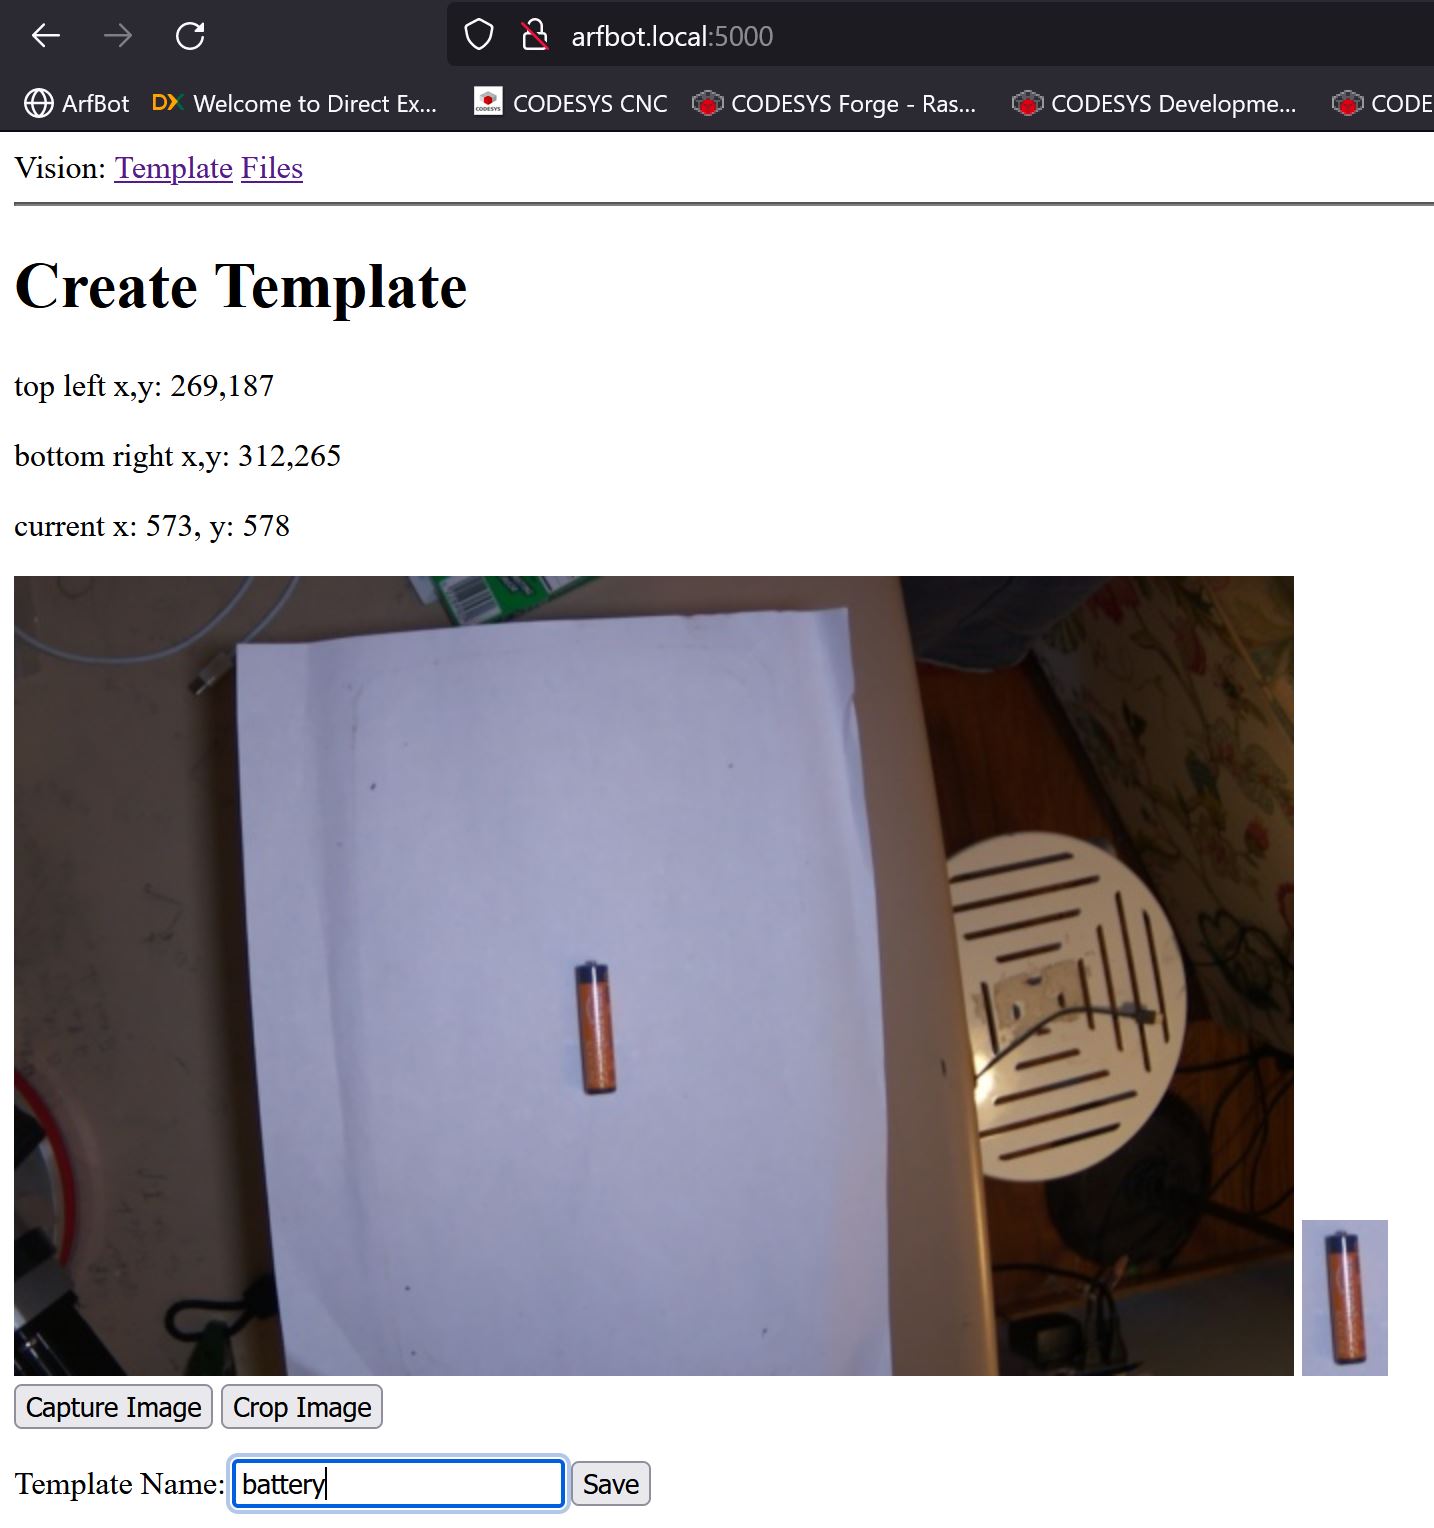 arfbot.local:5000
ArfBot DX Welcome to Direct Ex... CODESYS CODESYS CNC CODESYS Forge - Ras... CODESYS Developme... CODE
Vision: Template Files
Create Template
top left x,y: 269,187
bottom right x,y: 312,265
current x: 573, y: 578
Capture Image Crop Image
Template Name: battery Save